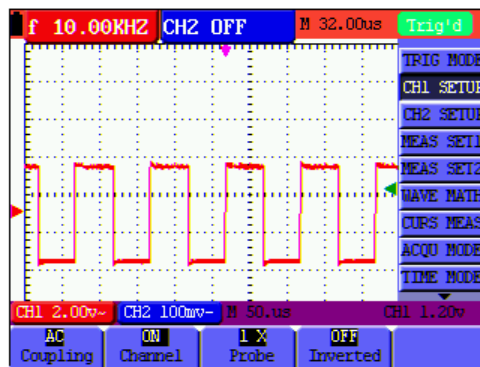 f 10.00KHZ CH2 OFF M 32.00us Trig'd
TRIG MODE
CH1 SETUP
CH2 SETUP
MEAS SET1
MEAS SET2
WAVE MATH
CURS MEAS
ACQU MODE
TIME MODE
CH1 2.00v~ CH2 100mv- M 50.us CH1 1.20v
AC ON 1 X OFF
Coupling Channel Probe Inverted